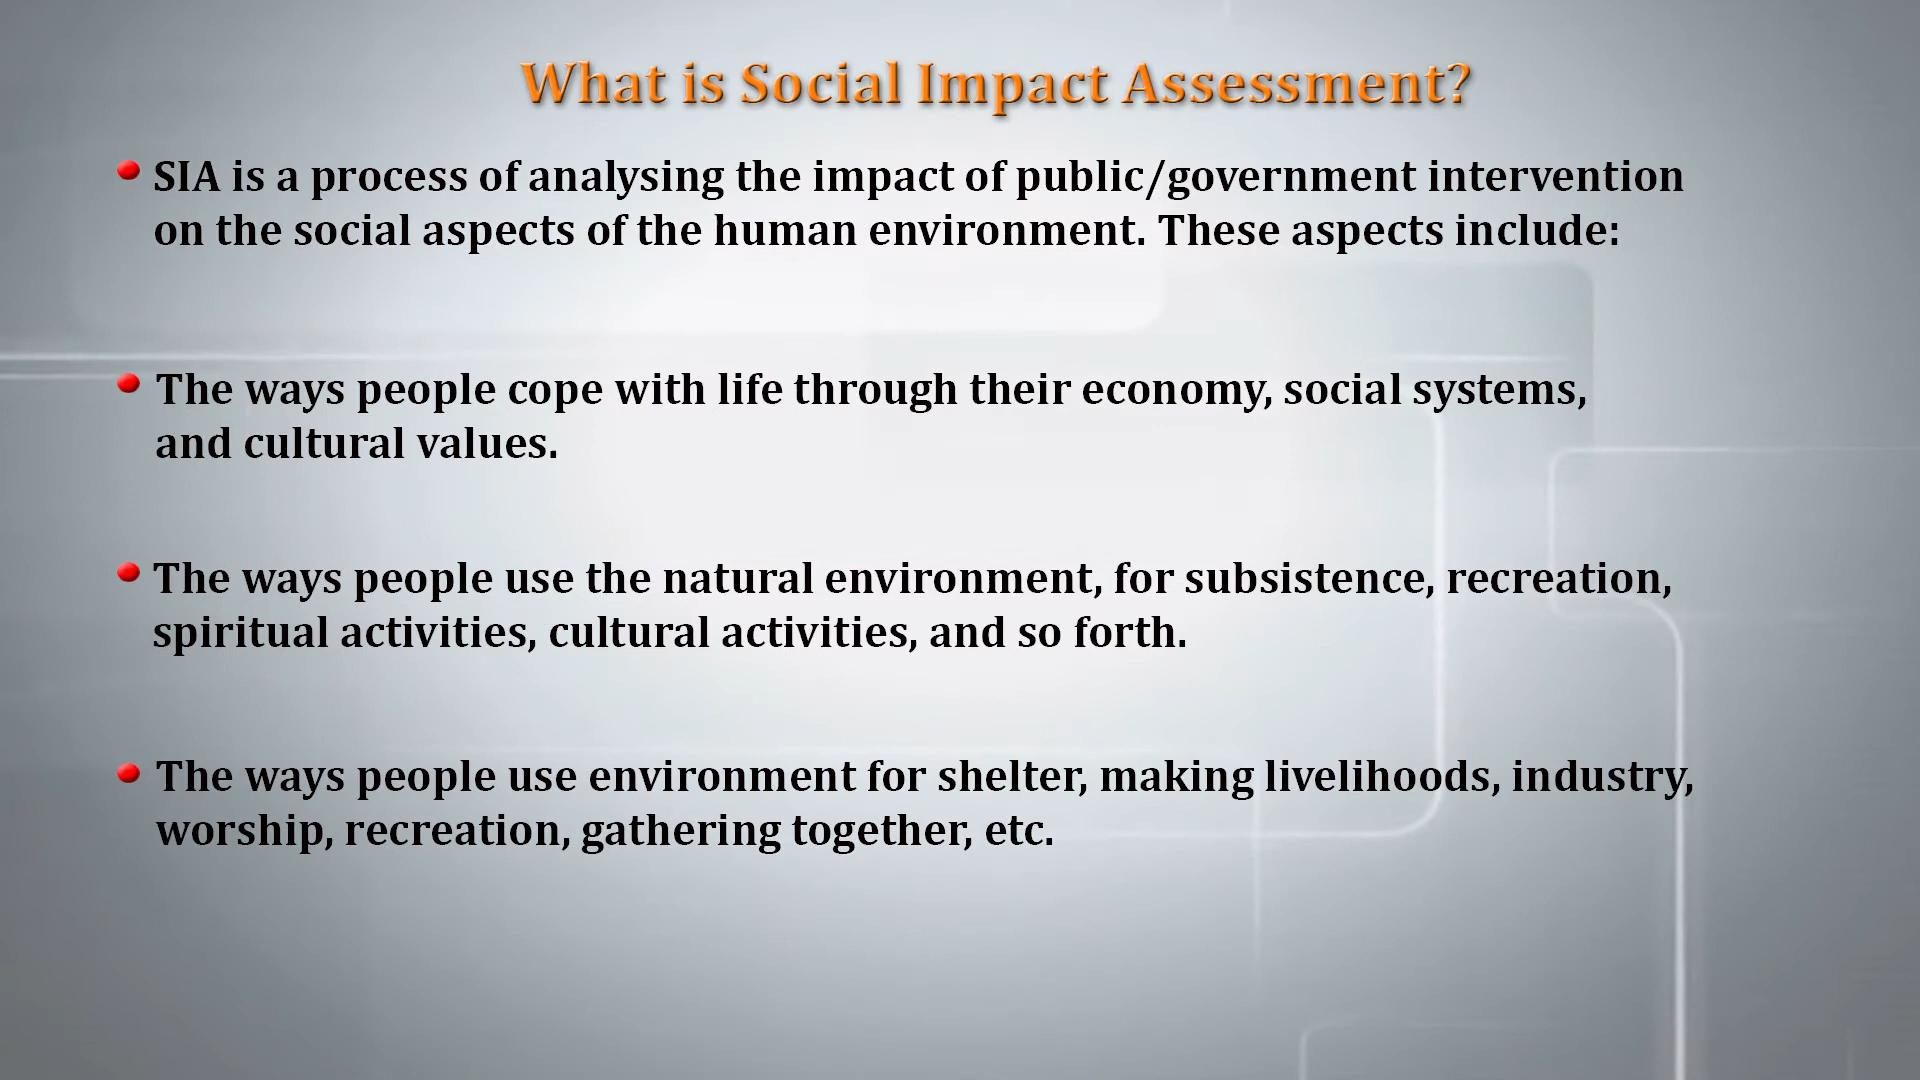 What is Social Impact Assessment?
SIA is a process of analysing the impact of public/government intervention
on the social aspects of the human environment. These aspects include:
The ways people cope with life through their economy, social systems,
and cultural values.
The ways people use the natural environment, for subsistence, recreation,
spiritual activities, cultural activities, and so forth.
The ways people use environment for shelter, making livelihoods, industry,
worship, recreation, gathering together, etc.